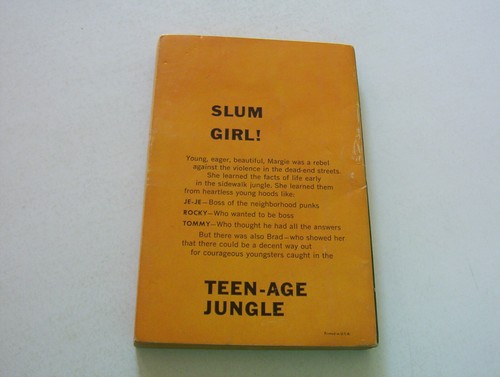 SLUM
GIRL!
Young, eager, beautiful, Margie was a rebel
against the violence in the dead-end streets.
She learned the facts of life early
in the sidewalk jungle. She learned them
from heartless young hoods like:
JE-JE—Boss of the neighborhood punks
ROCKY—Who wanted to be boss
TOMMY—Who thought he had all the answers
But there was also Brad—who showed her
that there could be a decent way out
for courageous youngsters caught in the
TEEN-AGE
JUNGLE